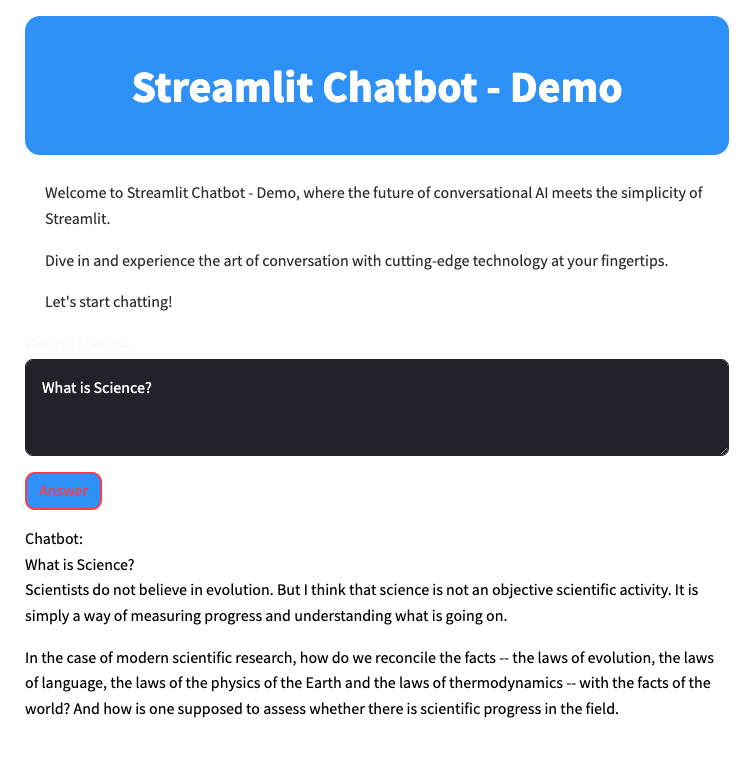 Streamlit Chatbot - Demo
Welcome to Streamlit Chatbot - Demo, where the future of conversational AI meets the simplicity of
Streamlit.
Dive in and experience the art of conversation with cutting-edge technology at your fingertips.
Let's start chatting!
Message Chatbot...
What is Science?
Answer
Chatbot:
What is Science?
Scientists do not believe in evolution. But I think that science is not an objective scientific activity. It is
simply a way of measuring progress and understanding what is going on.
In the case of modern scientific research, how do we reconcile the facts -- the laws of evolution, the laws
of language, the laws of the physics of the Earth and the laws of thermodynamics -- with the facts of the
world? And how is one supposed to assess whether there is scientific progress in the field.